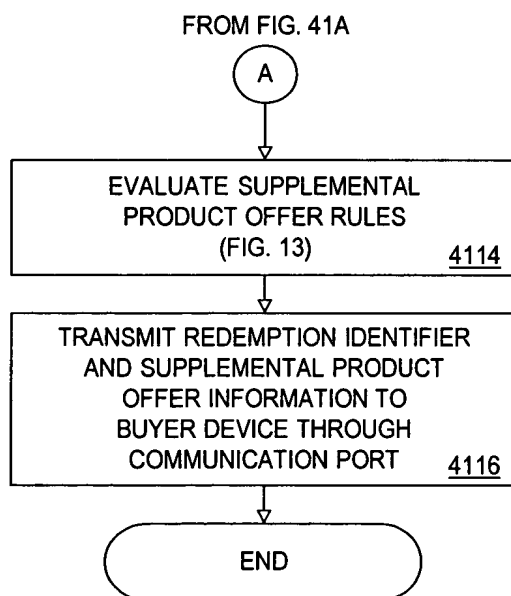 FROM FIG. 41A
A
EVALUATE SUPPLEMENTAL
PRODUCT OFFER RULES
(FIG. 13)
4114
TRANSMIT REDEMPTION IDENTIFIER
AND SUPPLEMENTAL PRODUCT
OFFER INFORMATION TO
BUYER DEVICE THROUGH
COMMUNICATION PORT
4116
END